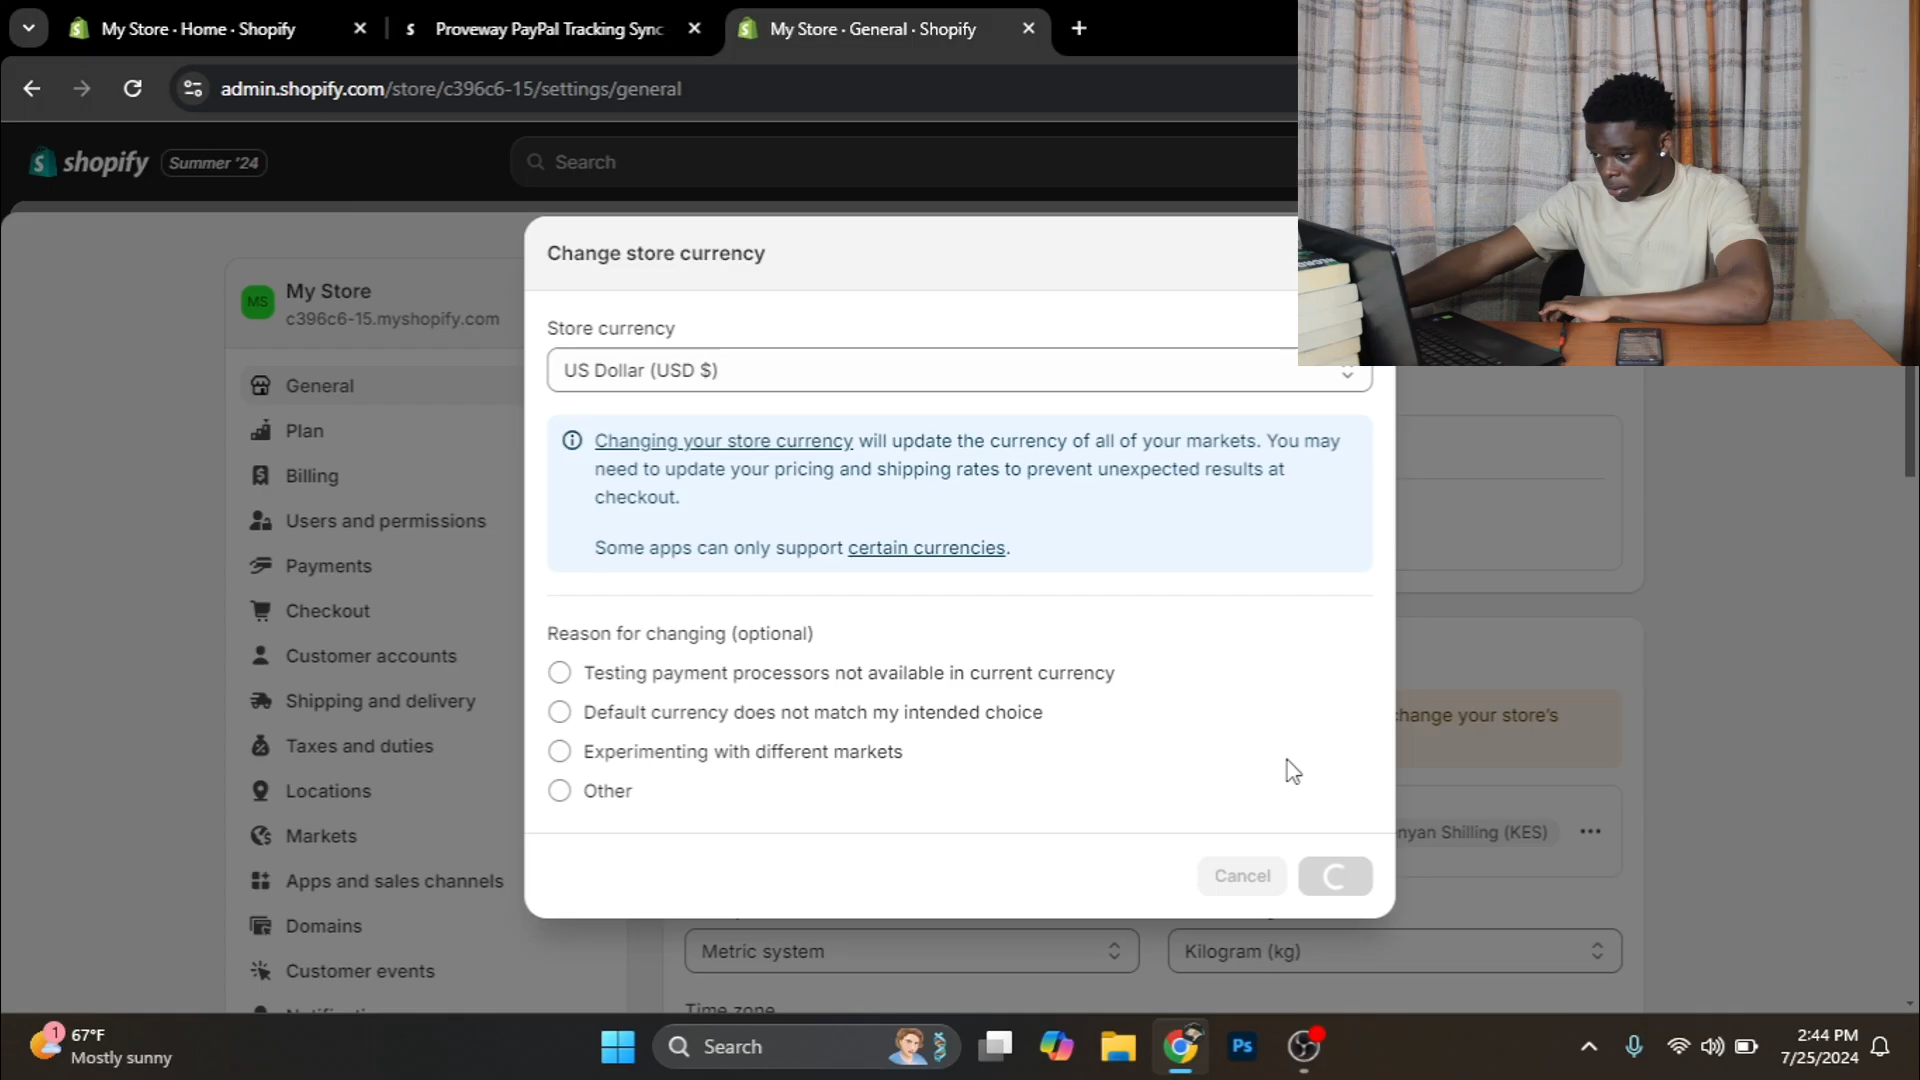 My Store · Home · Shopify
Proveway PayPal Tracking Sync
My Store · General · Shopify
admin.shopify.com/store/c396c6-15/settings/general
shopify
Summer '24
Search
Change store currency
MS
My Store
c396c6-15.myshopify.com
Store currency
US Dollar (USD $)
General
Plan
Billing
Users and permissions
Payments
Checkout
Customer accounts
Shipping and delivery
Taxes and duties
Locations
Markets
Apps and sales channels
Domains
Customer events
Changing your store currency will update the currency of all of your markets. You may
need to update your pricing and shipping rates to prevent unexpected results at
checkout.
Some apps can only support certain currencies.
Reason for changing (optional)
Testing payment processors not available in current currency
Default currency does not match my intended choice
Experimenting with different markets
Other
hange your store's
nyan Shilling (KES)
Cancel
Metric system
Kilogram (kg)
Time zone
1
67°F
Mostly sunny
Search
Ps
2:44 PM
7/25/2024